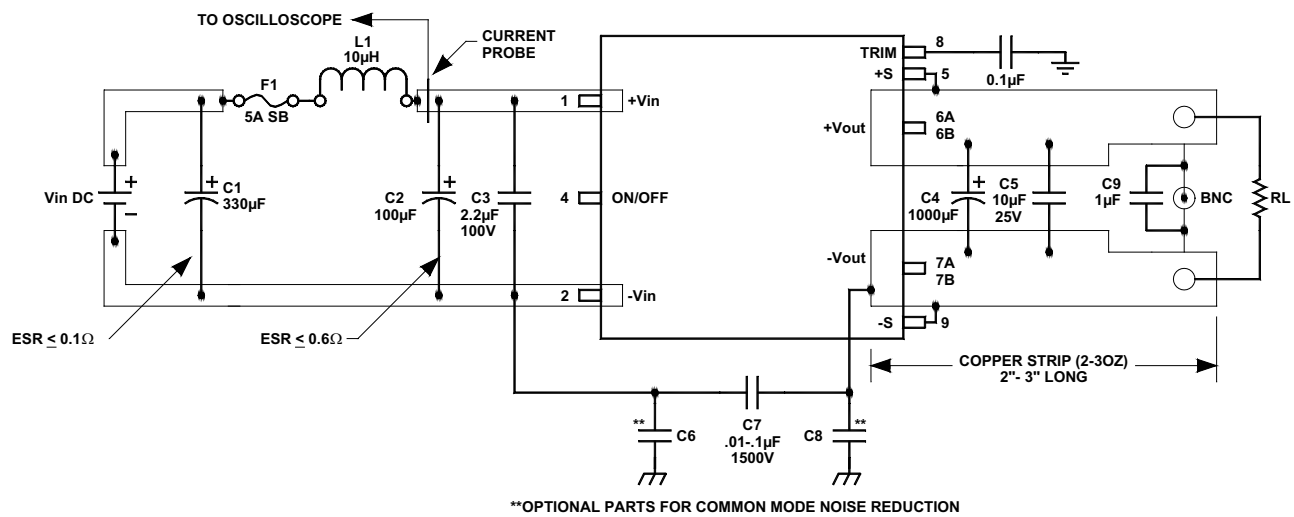 TO OSCILLOSCOPE
CURRENT
PROBE
L1
10µH
F1
5A SB
TRIM
8
+S
5
0.1µF
1
+Vin
+Vout
6A
6B
Vin DC
+
–
+
C1
330µF
+
C2
100µF
C3
2.2µF
100V
4
ON/OFF
+
C4
1000µF
C5
10µF
25V
C9
1µF
BNC
RL
-Vout
7A
7B
2
-Vin
-S
9
ESR ≤ 0.1Ω
ESR ≤ 0.6Ω
COPPER STRIP (2-3OZ)
2"- 3" LONG
**
C6
C7
.01-.1µF
1500V
C8
**
**OPTIONAL PARTS FOR COMMON MODE NOISE REDUCTION